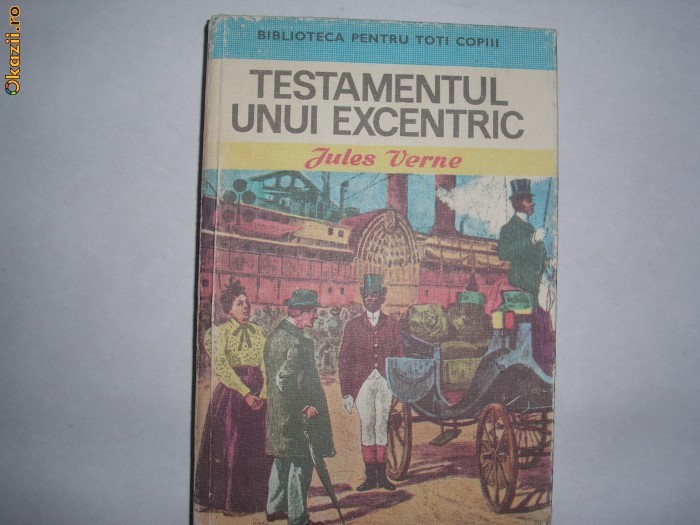 Okazii.ro
BIBLIOTECA PENTRU TOTI COPIII
TESTAMENTUL
UNUI EXCENTRIC
Jules Verne